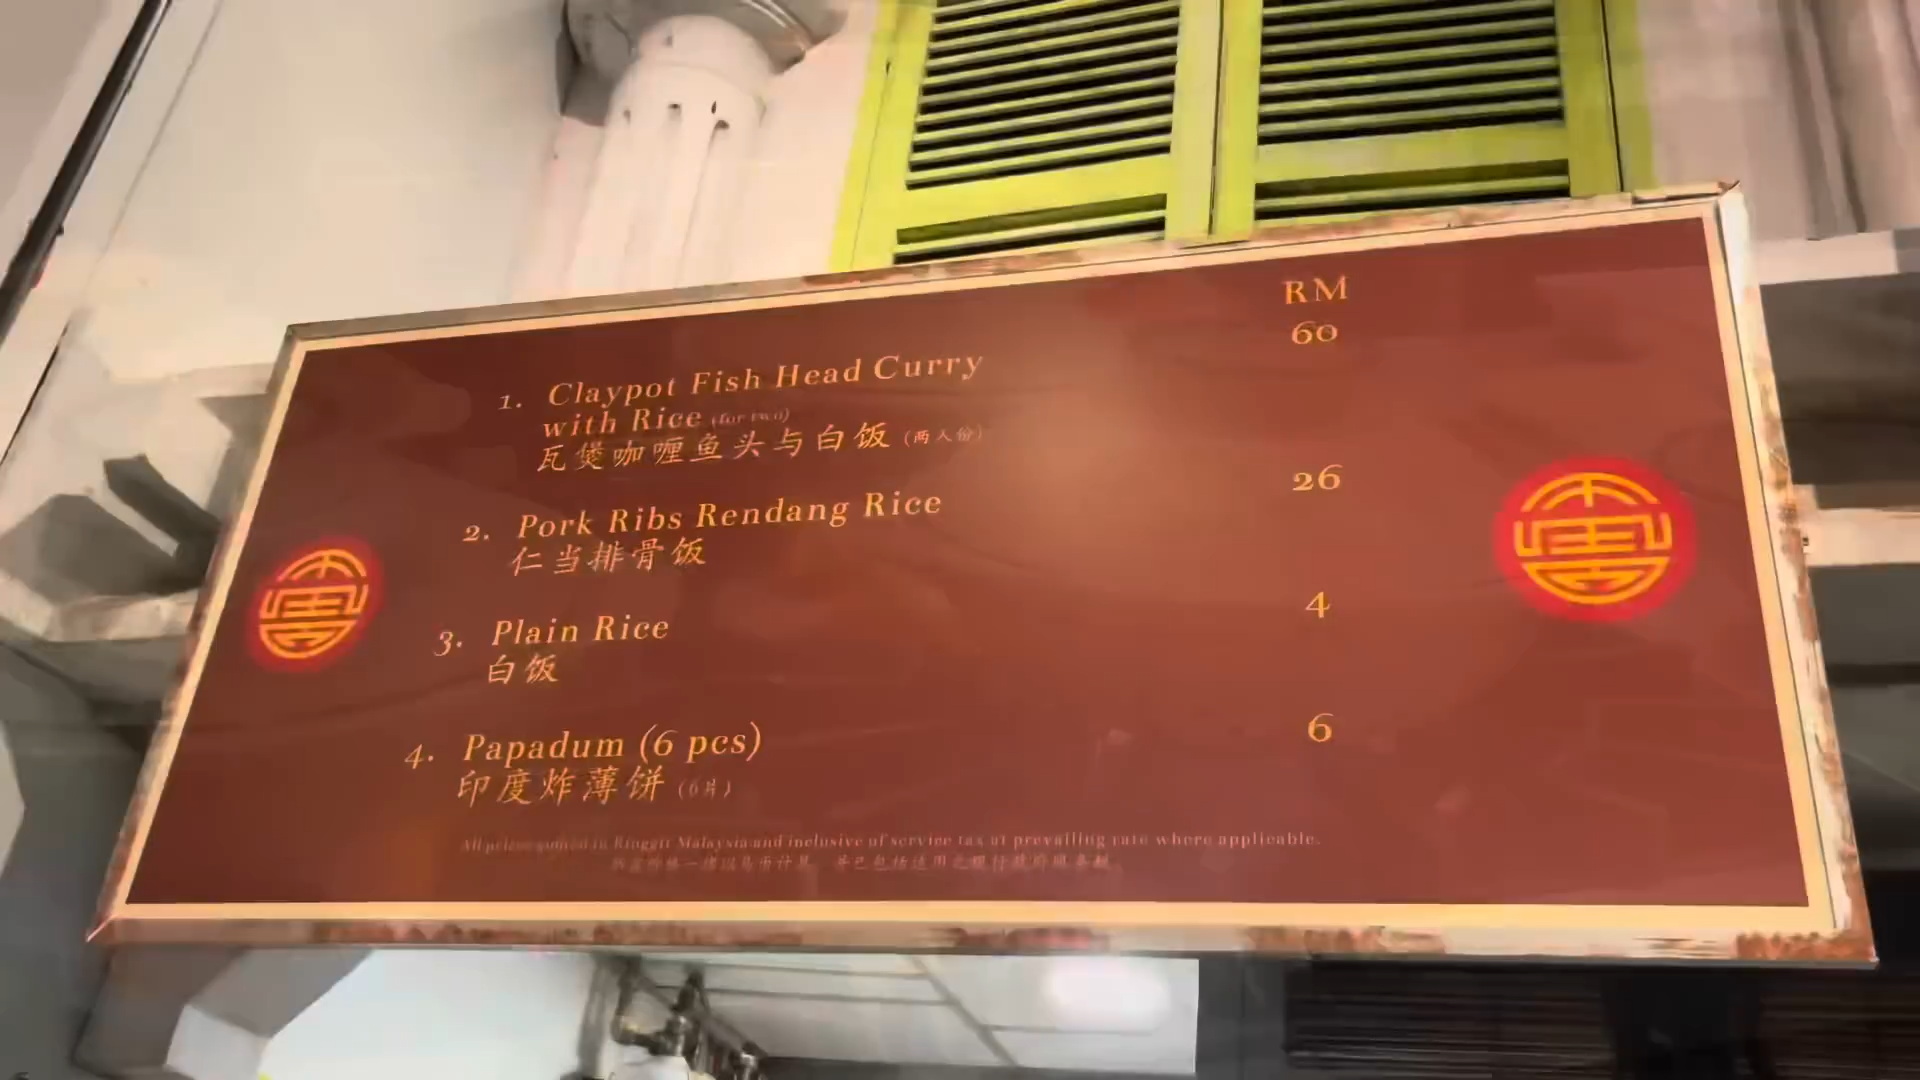 RM
1. Claypot Fish Head Curry 60
with Rice (for two)
瓦煲咖喱鱼头与白饭 (两人份)
2. Pork Ribs Rendang Rice 26
仁当排骨饭
3. Plain Rice 4
白饭
4. Papadum (6 pcs) 6
印度炸薄饼 (6片)
All prices quoted in Ringgit Malaysia and inclusive of service tax at prevailing rate where applicable.